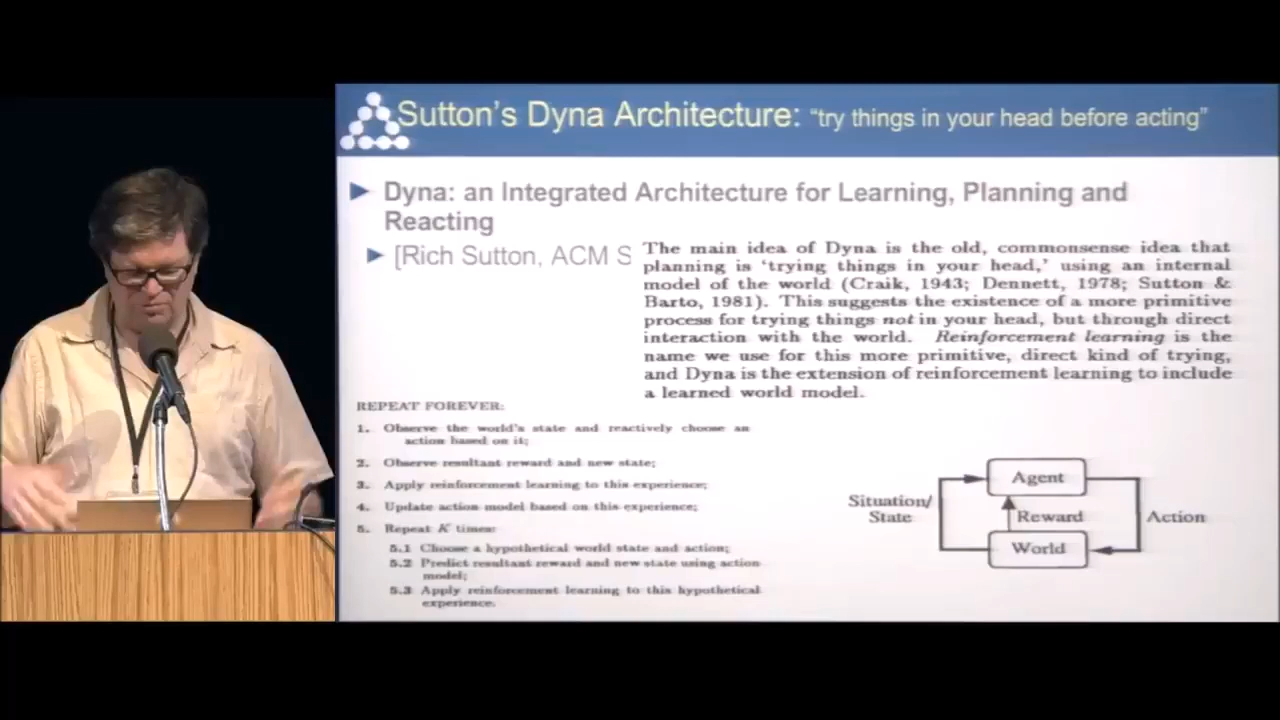 Sutton's Dyna Architecture: “try things in your head before acting”
Dyna: an Integrated Architecture for Learning, Planning and
Reacting
[Rich Sutton, ACM S
The main idea of Dyna is the old, commonsense idea that
planning is ‘trying things in your head,’ using an internal
model of the world (Craik, 1943; Dennett, 1978; Sutton &
Barto, 1981). This suggests the existence of a more primitive
process for trying things not in your head, but through direct
interaction with the world. Reinforcement learning is the
name we use for this more primitive, direct kind of trying,
and Dyna is the extension of reinforcement learning to include
a learned world model.
REPEAT FOREVER:
1. Observe the world's state and reactively choose an
action based on it;
2. Observe resultant reward and new state;
3. Apply reinforcement learning to this experience;
4. Update action model based on this experience;
5. Repeat K times:
5.1 Choose a hypothetical world state and action;
5.2 Predict resultant reward and new state using action
model;
5.3 Apply reinforcement learning to this hypothetical
experience.
Agent
Situation/
State
Reward
Action
World